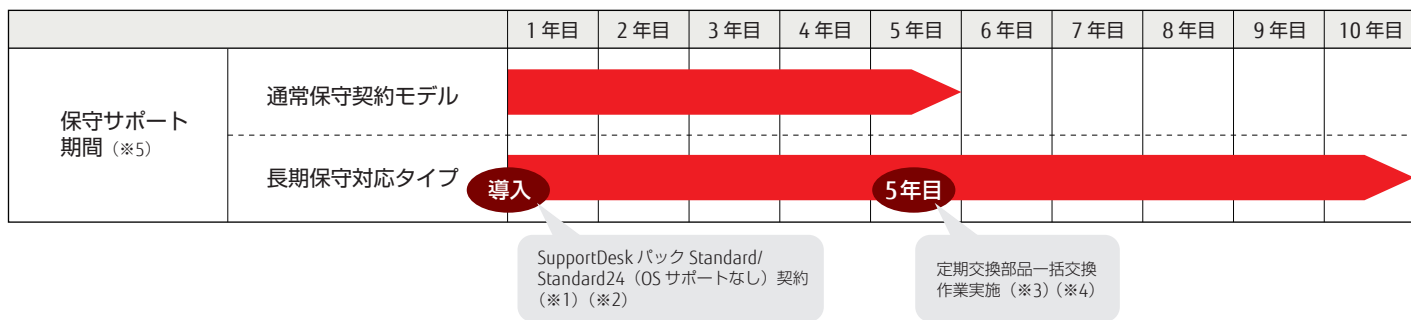 1年目 2年目 3年目 4年目 5年目 6年目 7年目 8年目 9年目 10年目
保守サポート
期間（※5）
通常保守契約モデル
長期保守対応タイプ
導入
5年目
SupportDesk パック Standard/
Standard24（OS サポートなし）契約
（※1）（※2）
定期交換部品一括交換
作業実施（※3）（※4）